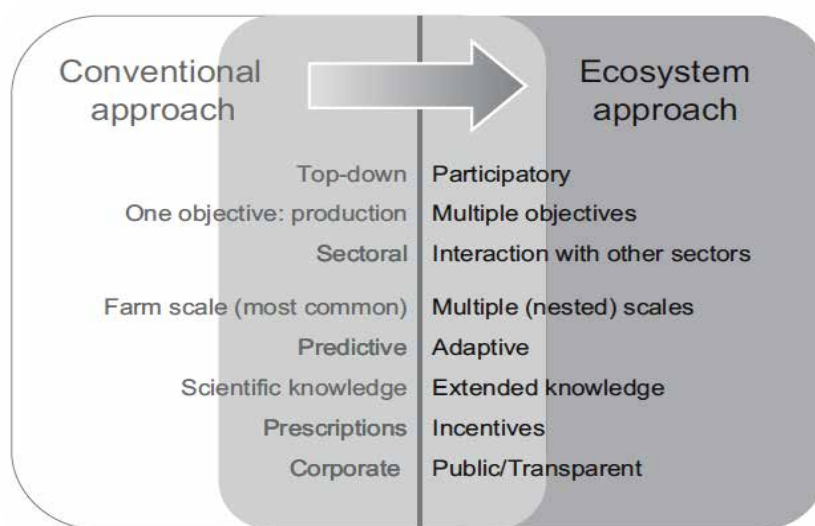 Conventional
approach
Ecosystem
approach
Top-down Participatory
One objective: production Multiple objectives
Sectoral Interaction with other sectors
Farm scale (most common) Multiple (nested) scales
Predictive Adaptive
Scientific knowledge Extended knowledge
Prescriptions Incentives
Corporate Public/Transparent